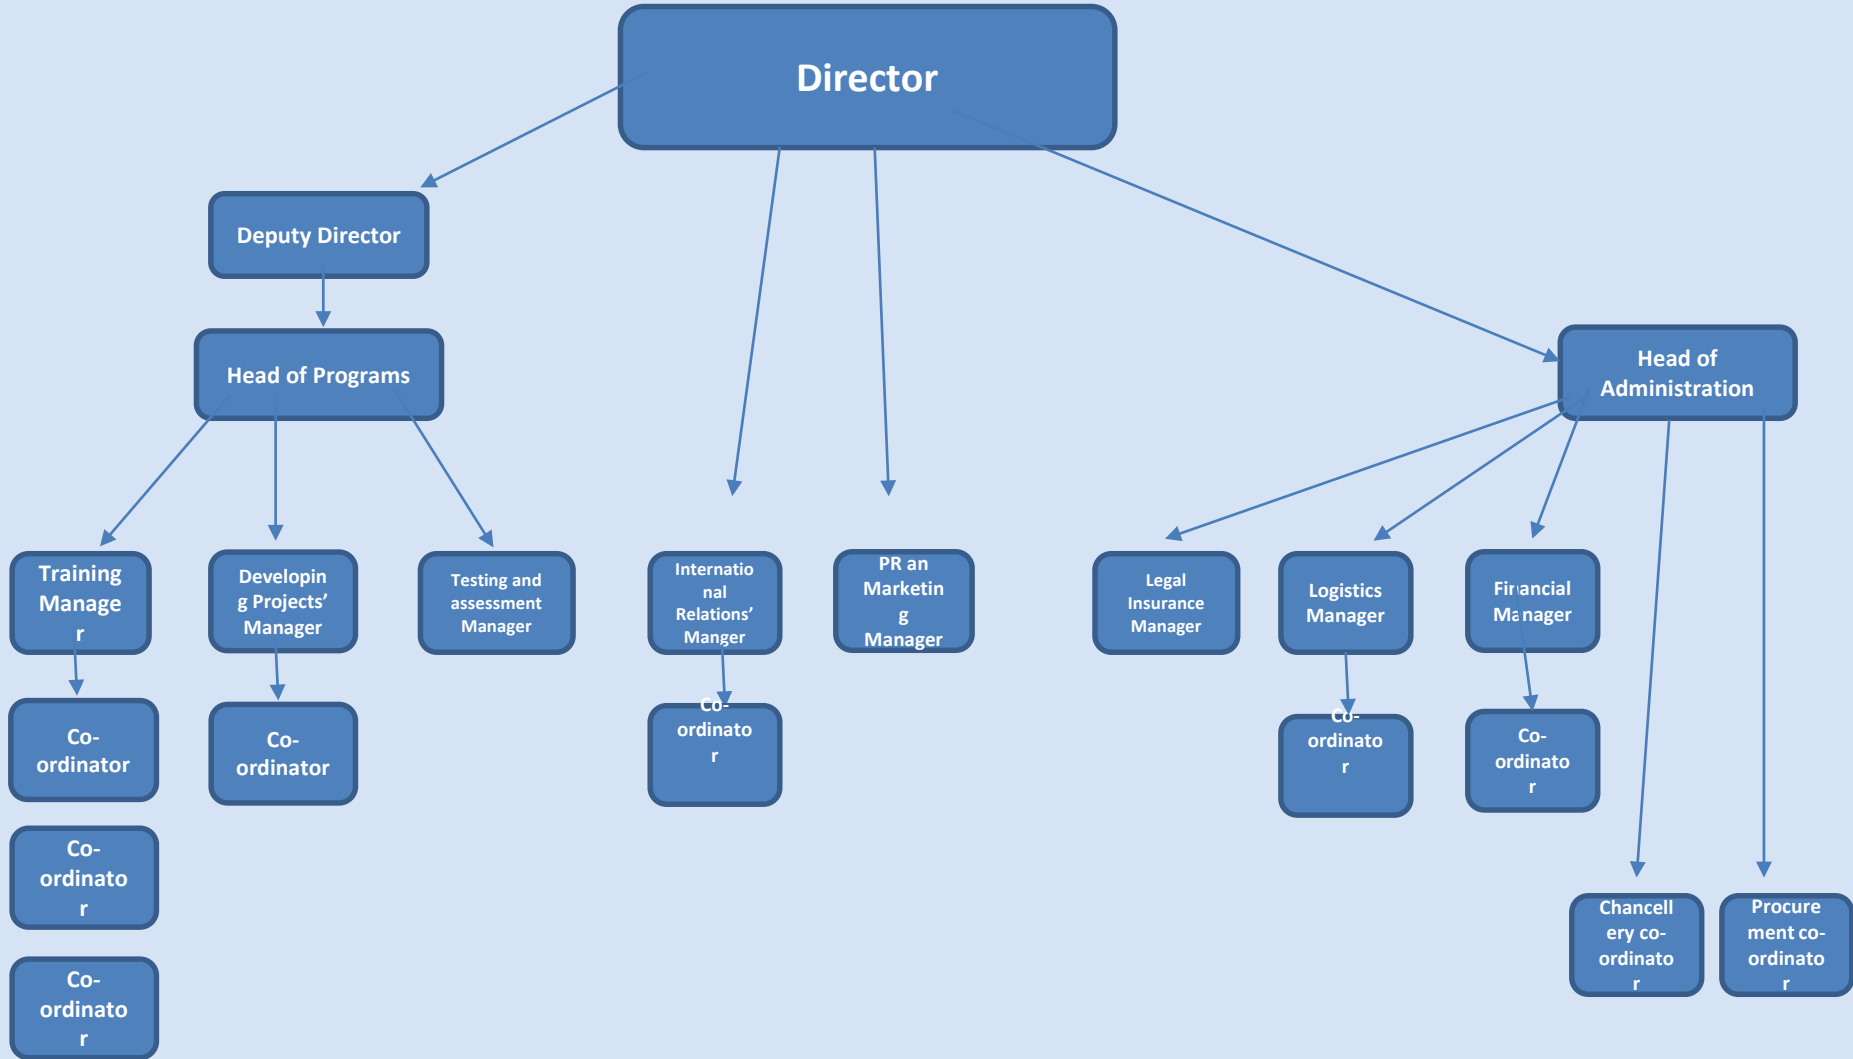 Director
Deputy Director
Head of Programs
Head of
Administration
Training
Manage
r
Developin
g Projects’
Manager
Testing and
assessment
Manager
Internatio
nal
Relations’
Manger
PR an
Marketin
g
Manager
Legal
Insurance
Manager
Logistics
Manager
Financial
Manager
Co-
ordinator
Co-
ordinator
Co-
ordinato
r
Co-
ordinato
r
Co-
ordinato
r
Co-
ordinato
r
Chancell
ery co-
ordinato
r
Procure
ment co-
ordinato
r
Co-
ordinato
r